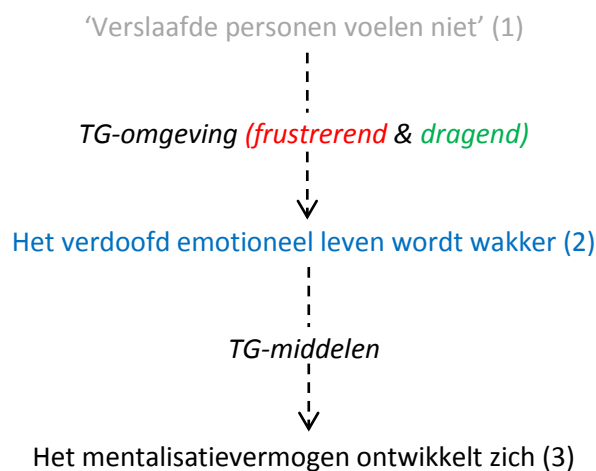 ‘Verslaafde personen voelen niet’ (1)
TG-omgeving (frustrerend & dragend)
Het verdoofd emotioneel leven wordt wakker (2)
TG-middelen
Het mentalisatievermogen ontwikkelt zich (3)